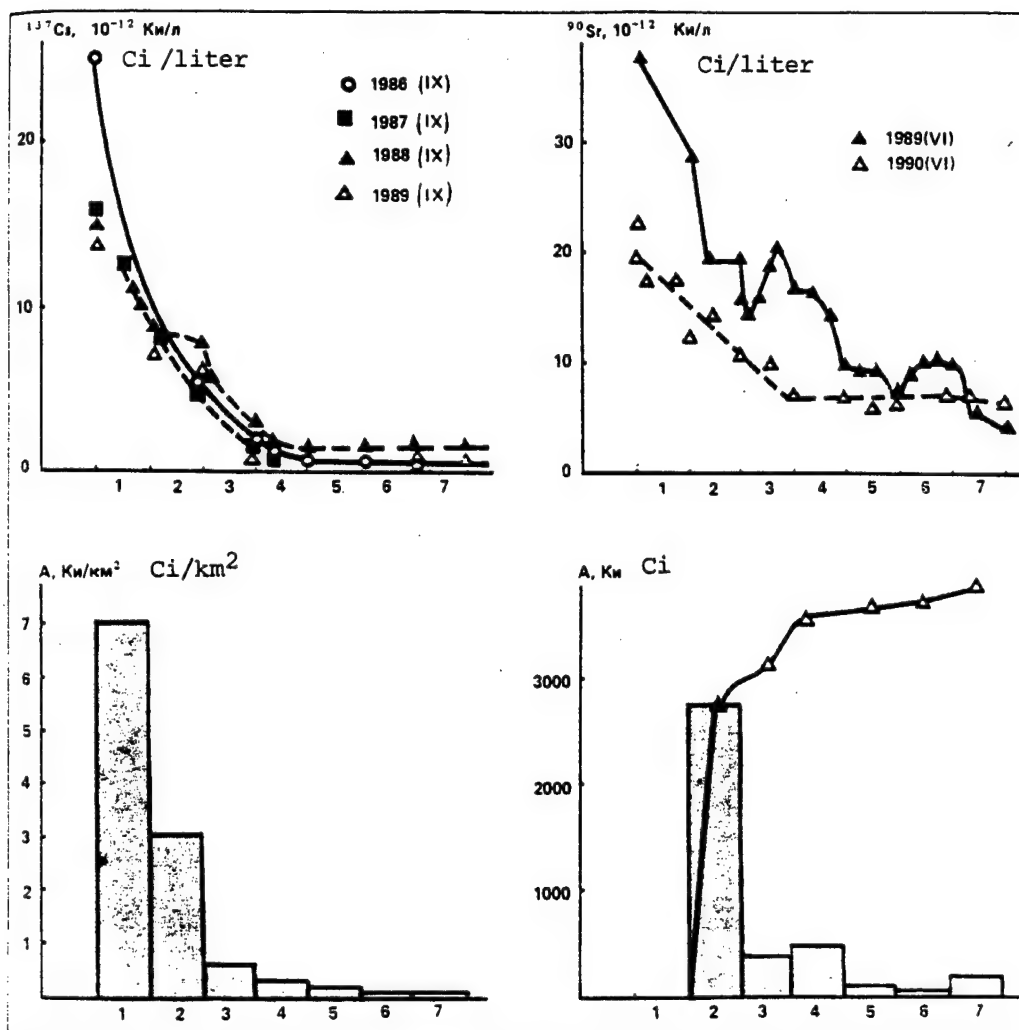 ¹³⁷Cs, 10⁻¹² Ки/л
Ci/liter
1986 (IX)
1987 (IX)
1988 (IX)
1989 (IX)
20
10
0
1 2 3 4 5 6 7
⁹⁰Sr, 10⁻¹² Ки/л
Ci/liter
1989(VI)
1990(VI)
30
20
10
0
1 2 3 4 5 6 7
A, Ки/км² Ci/km²
7
6
5
4
3
2
1
1 2 3 4 5 6 7
A, Ки Ci
3000
2000
1000
1 2 3 4 5 6 7